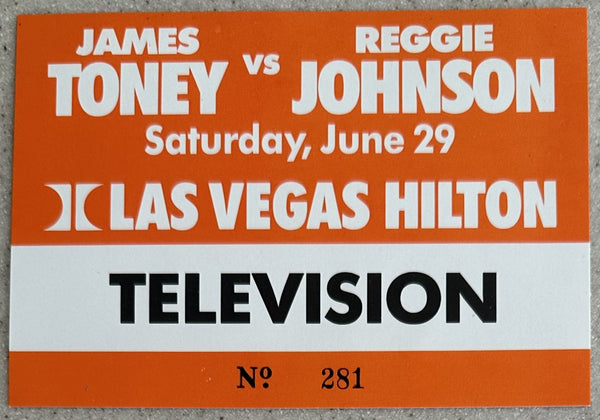 JAMES TONEY vs REGGIE JOHNSON
Saturday, June 29
LAS VEGAS HILTON
TELEVISION
Nº 281